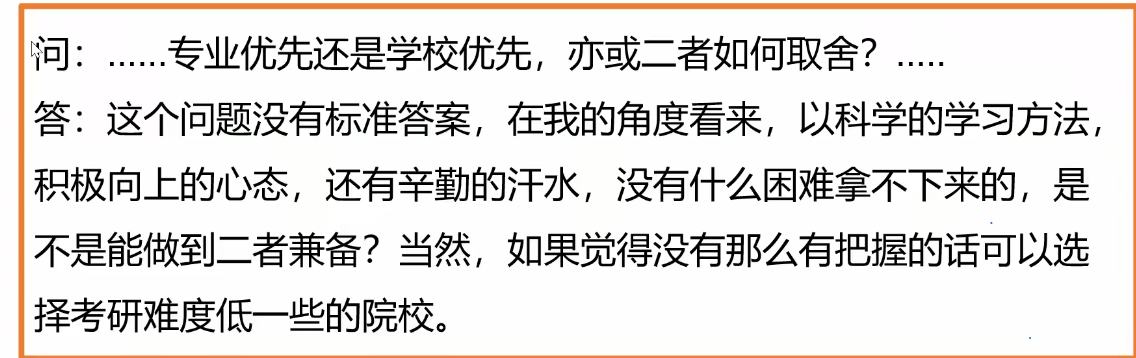 问：......专业优先还是学校优先，亦或二者如何取舍？.....
答：这个问题没有标准答案，在我的角度看来，以科学的学习方法，
积极向上的心态，还有辛勤的汗水，没有什么困难拿不下来的，是
不是能做到二者兼备？当然，如果觉得没有那么有把握的话可以选
择考研难度低一些的院校。